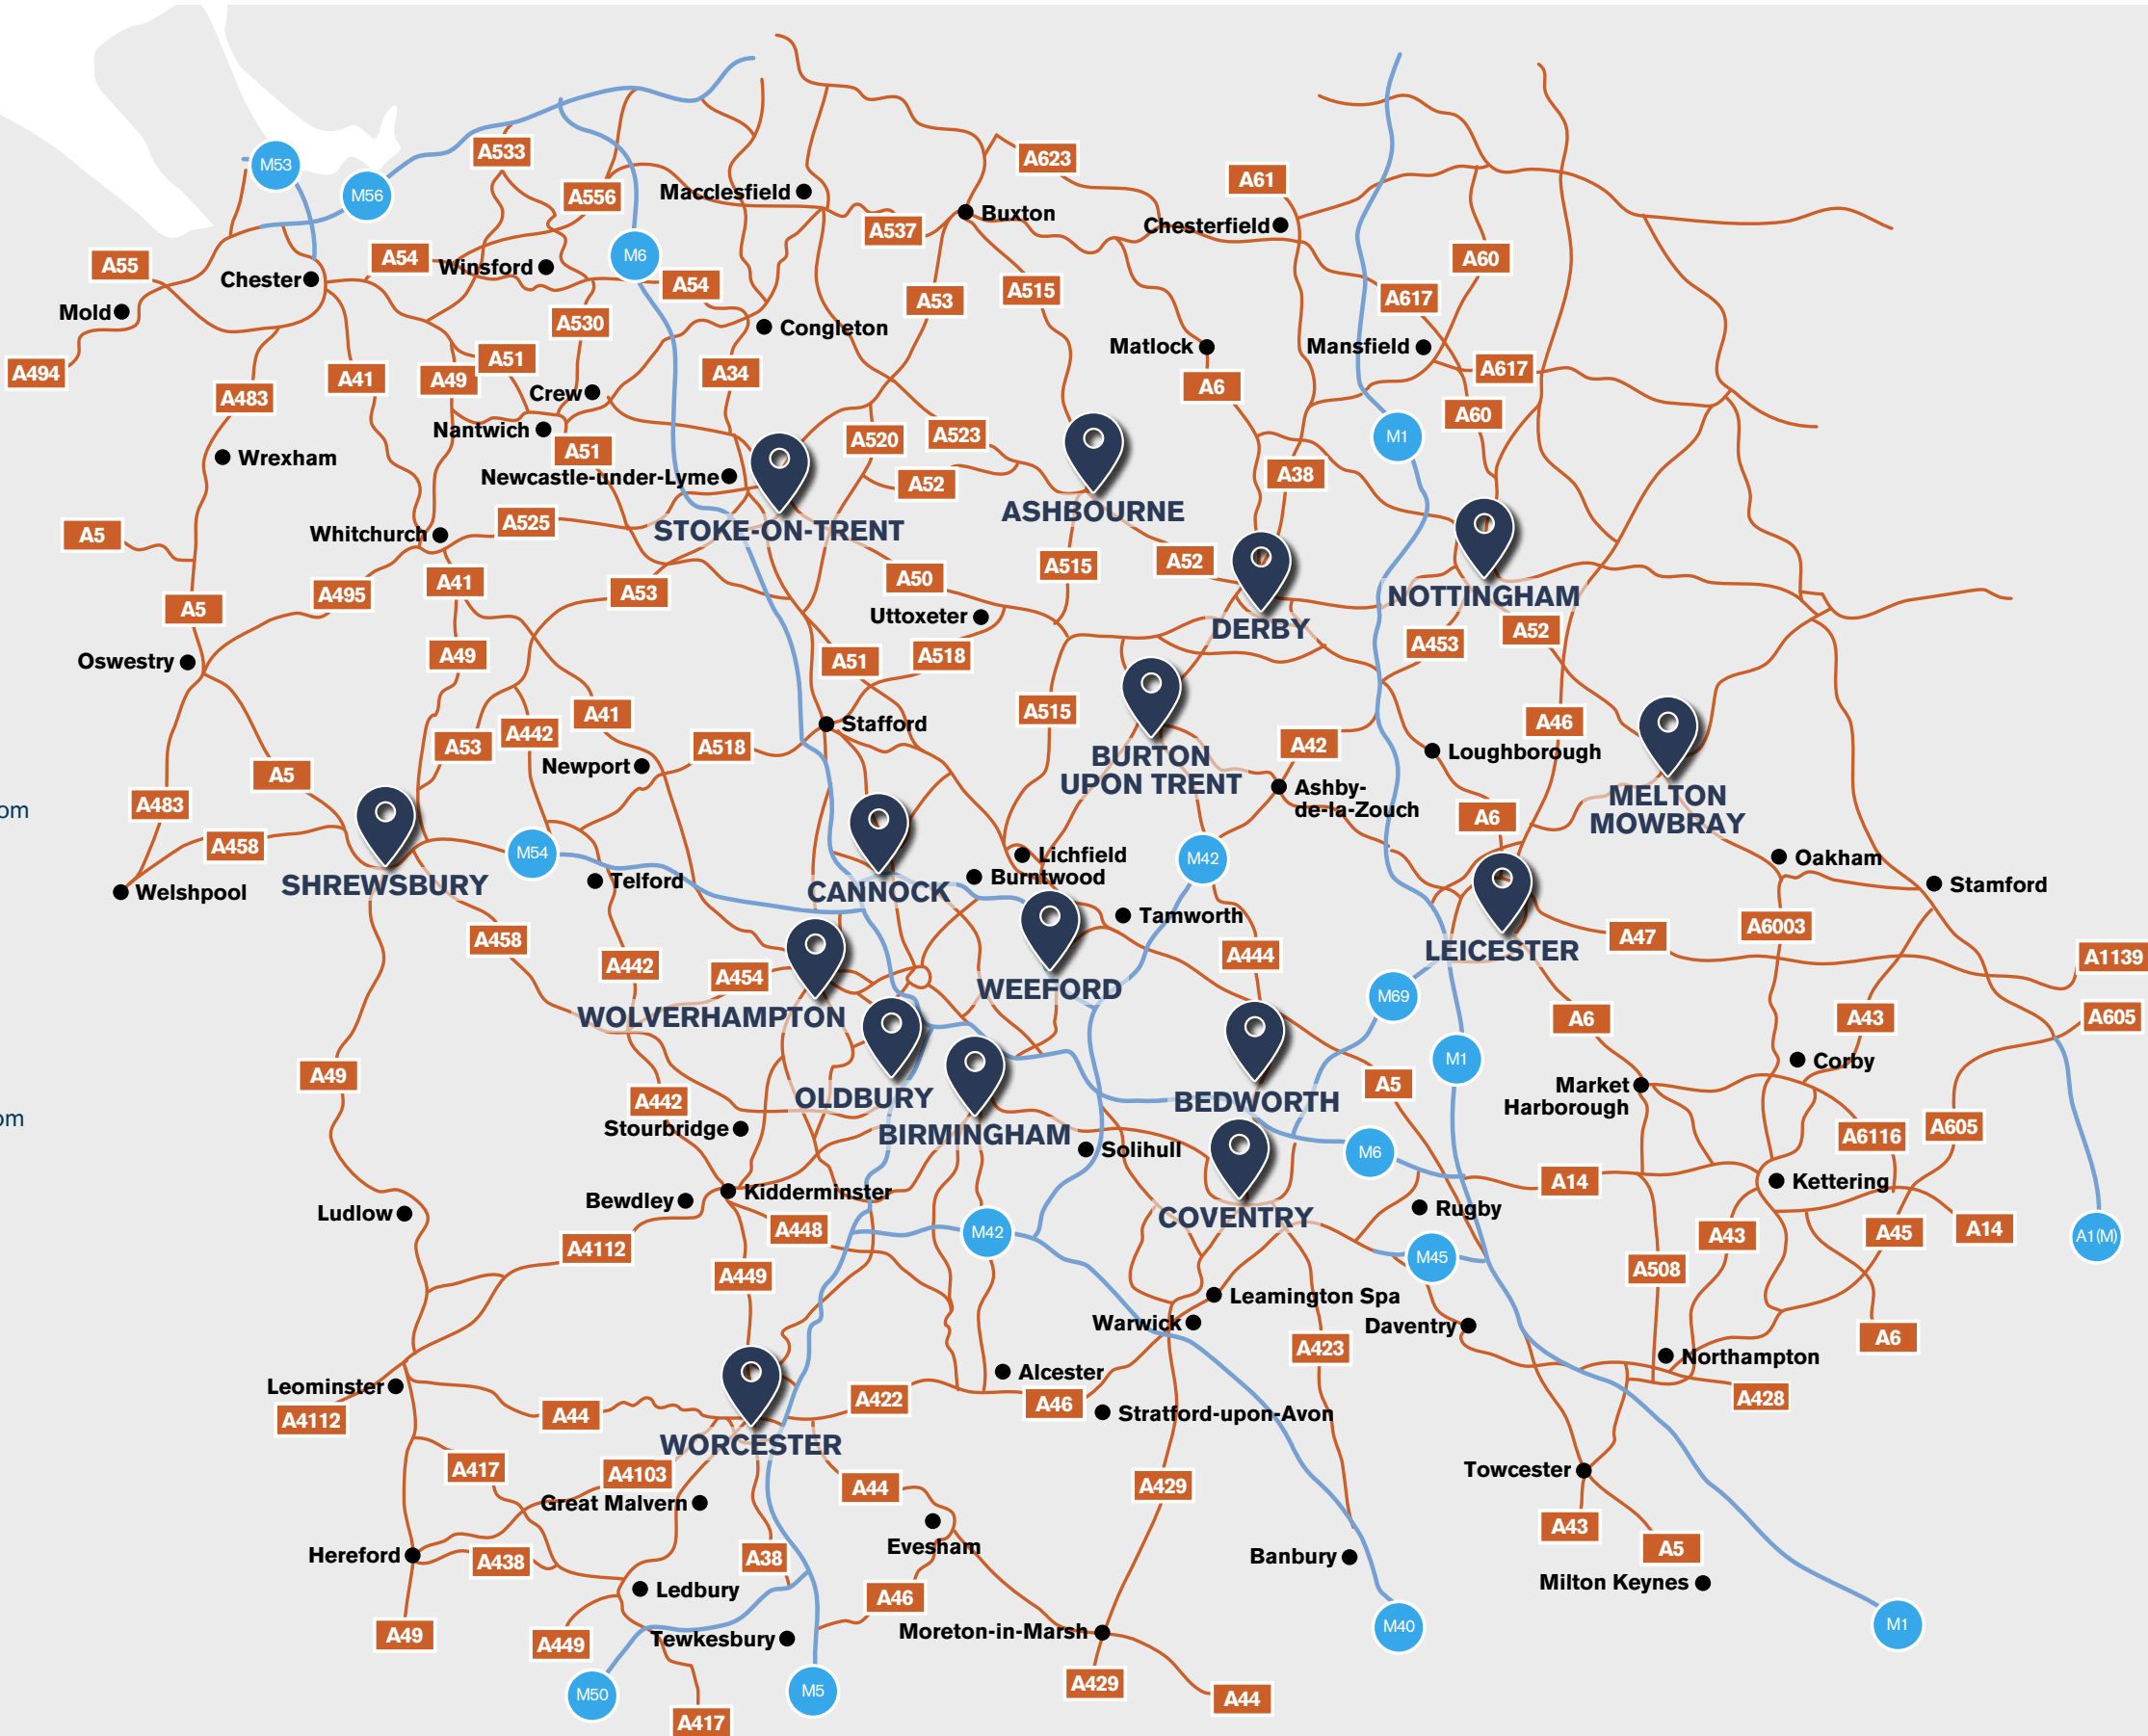 M53
M56
A533
A556
Macclesfield
A623
A61
Buxton
Chesterfield
A537
A60
A55
A54
Chester
Winsford
M6
A54
A53
A515
A617
Mold
A530
Congleton
Matlock
Mansfield
A494
A51
A41
A49
A34
A6
A617
A483
Crew
A60
Nantwich
A51
A520
A523
M1
Wrexham
Newcastle-under-Lyme
A52
A38
STOKE-ON-TRENT
ASHBOURNE
A5
Whitchurch
A525
A495
A41
A53
A50
A515
A52
NOTTINGHAM
A5
Uttoxeter
DERBY
A453
A52
Oswestry
A49
A51
A518
A41
A515
A46
A53
A442
A518
Stafford
A42
Loughborough
BURTON
UPON TRENT
Newport
A5
A483
Ashby-
de-la-Zouch
MELTON
MOWBRAY
om
A6
A458
M54
Lichfield
M42
Oakham
SHREWSBURY
Telford
CANNOCK
Burntwood
Stamford
Welshpool
Tamworth
A458
A442
A454
WEEFORD
A444
LEICESTER
A47
A6003
A1139
WOLVERHAMPTON
M69
A6
A43
A605
A49
M1
Corby
OLDBURY
BEDWORTH
A5
Market
Harborough
om
A442
Stourbridge
BIRMINGHAM
Solihull
M6
A6116
A605
A14
Kettering
Bewdley
Kidderminster
Ludlow
COVENTRY
Rugby
A448
M42
A43
A45
A14
A1(M)
A4112
M45
A449
A508
Leamington Spa
Warwick
A423
Daventry
A6
Northampton
Leominster
Alcester
A4112
A44
A422
A46
A428
Stratford-upon-Avon
WORCESTER
A417
A4103
A44
A429
Towcester
Great Malvern
Evesham
A43
A5
Hereford
A438
A38
Banbury
Milton Keynes
Ledbury
A46
A49
A449
Tewkesbury
Moreton-in-Marsh
M40
M1
M50
M5
A429
A44
A417